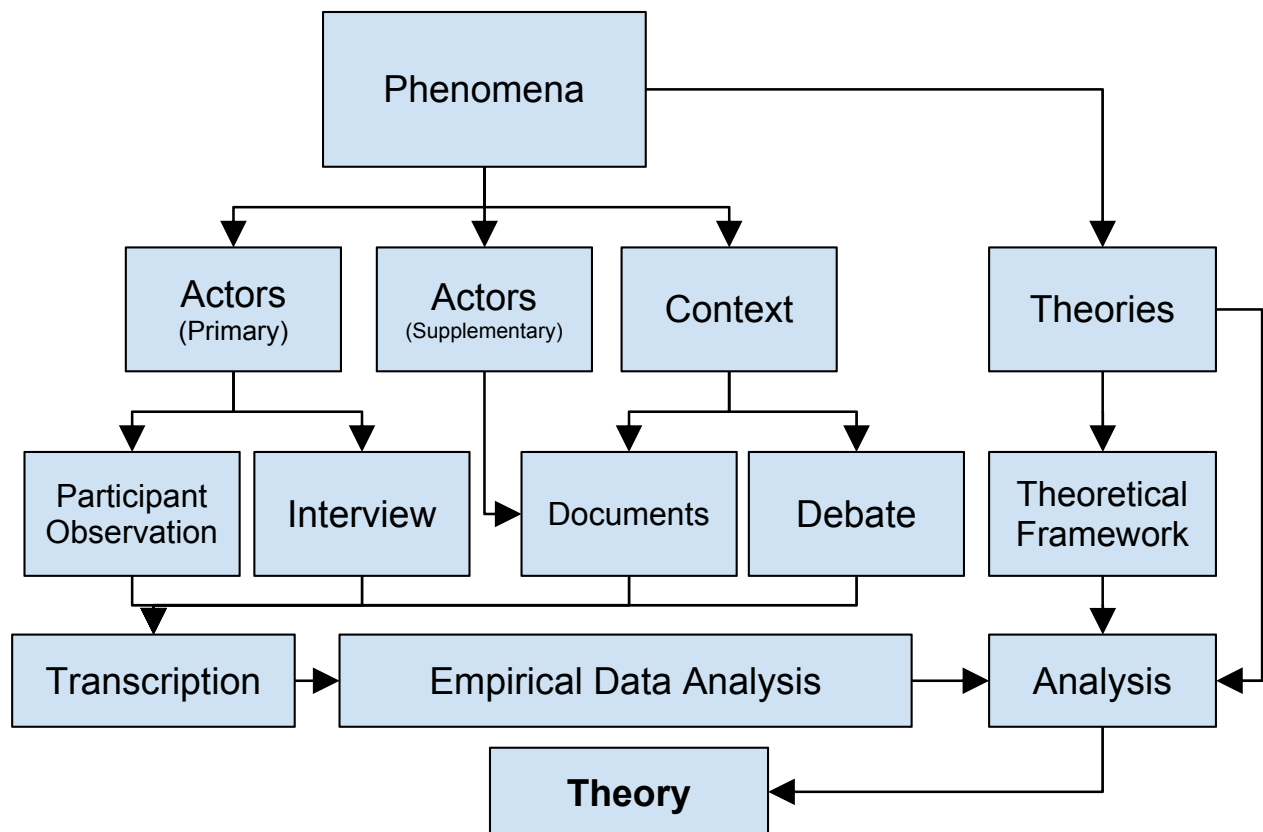 Phenomena
Actors
(Primary)
Actors
(Supplementary)
Context
Theories
Participant
Observation
Interview
Documents
Debate
Theoretical
Framework
Transcription
Empirical Data Analysis
Analysis
Theory